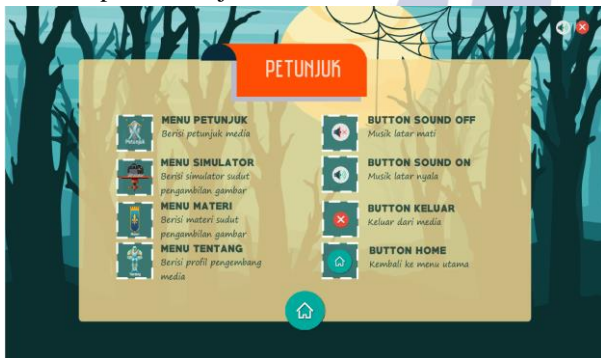 PETUNJUK
MENU PETUNJUK
Berisi petunjuk media
MENU SIMULATOR
Berisi simulator sudut
pengambilan gambar
MENU MATERI
Berisi materi sudut
pengambilan gambar
MENU TENTANG
Berisi profil pengembang
media
BUTTON SOUND OFF
Musik latar mati
BUTTON SOUND ON
Musik latar nyala
BUTTON KELUAR
Keluar dari media
BUTTON HOME
Kembali ke menu utama
Petunjuk